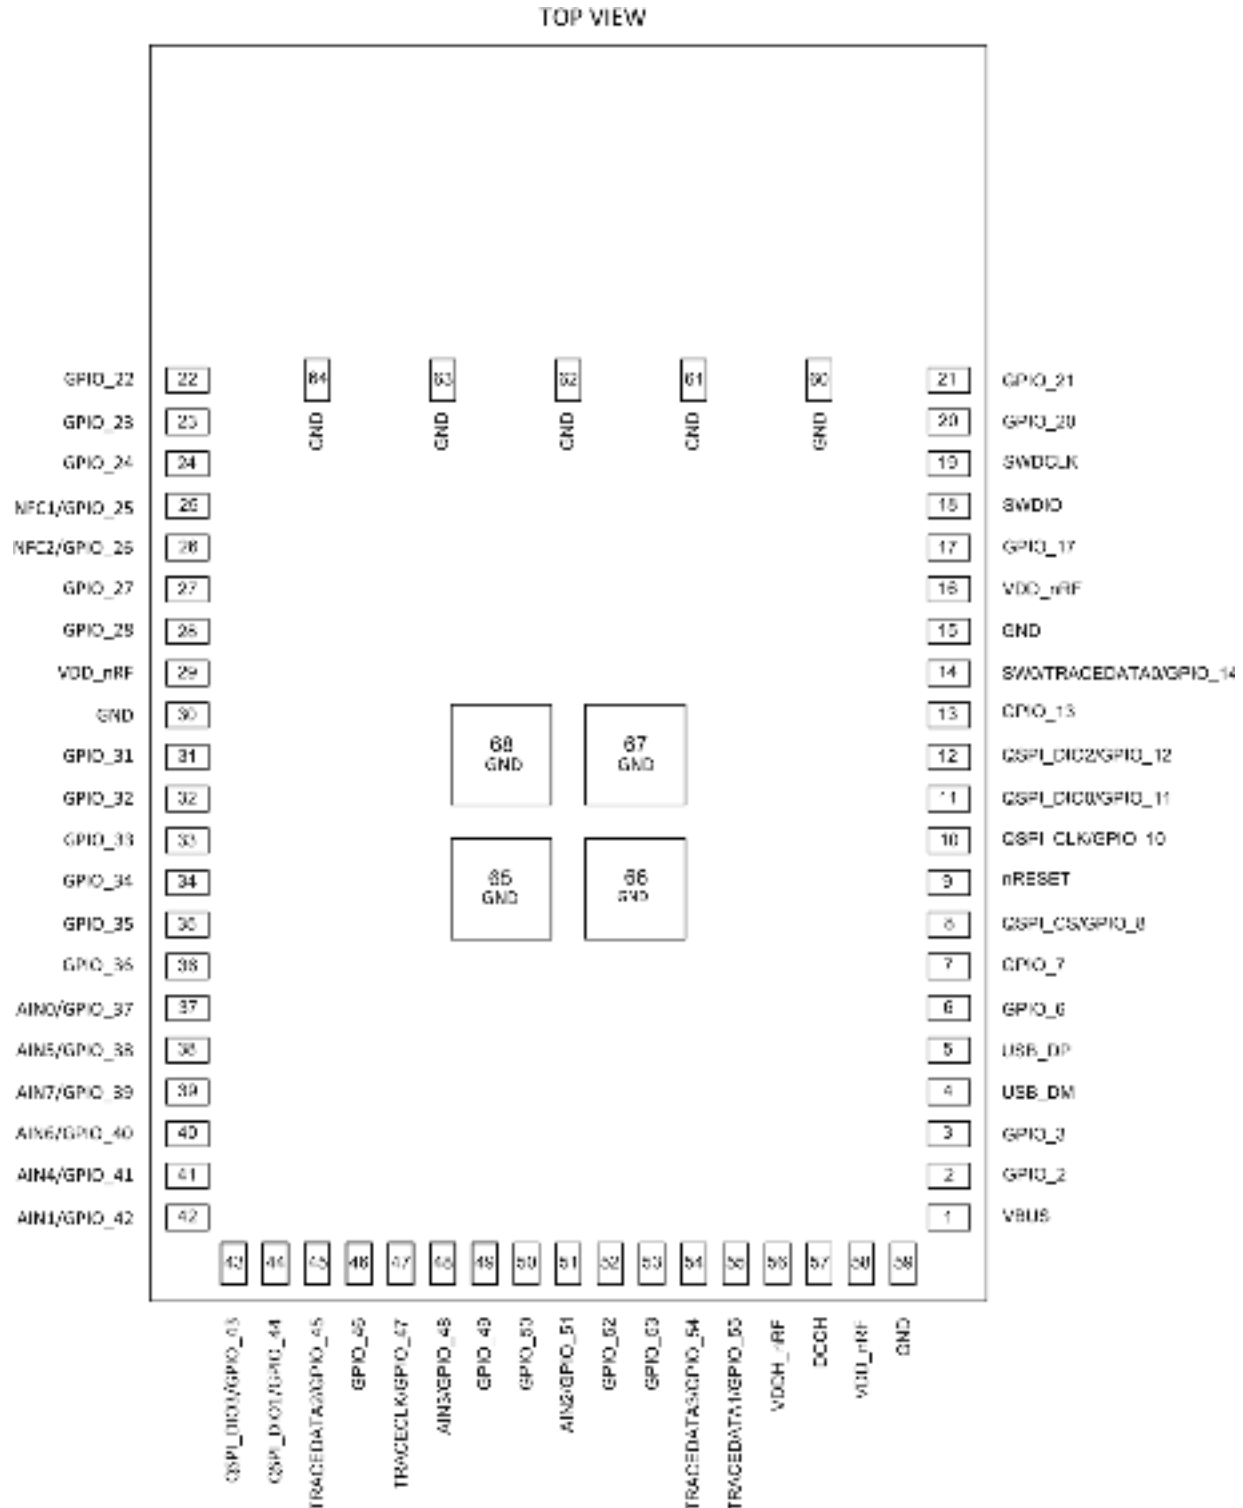 TOP VIEW
GPIO_22 22 64 63 62 61 60 21 GPIO_21
GPIO_23 23 GND GND GND GND GND 20 GPIO_20
GPIO_24 24 19 SWDCLK
NFC1/GPIO_25 25 18 SWDIO
NFC2/GPIO_26 26 17 GPIO_17
GPIO_27 27 16 VDD_nRF
GPIO_28 28 15 GND
VDD_nRF 29 14 SWO/TRACEDATA0/GPIO_14
GND 30 13 GPIO_13
GPIO_31 31 68 67 12 QSPI_DIO2/GPIO_12
GND GND
GPIO_32 32 11 QSPI_DIO0/GPIO_11
GPIO_33 33 10 QSPI_CLK/GPIO_10
GPIO_34 34 65 66 9 nRESET
GND GND
GPIO_35 35 8 QSPI_CS/GPIO_8
GPIO_36 36 7 GPIO_7
AIN0/GPIO_37 37 6 GPIO_6
AIN5/GPIO_38 38 5 USB_DP
AIN7/GPIO_39 39 4 USB_DM
AIN6/GPIO_40 40 3 GPIO_3
AIN4/GPIO_41 41 2 GPIO_2
AIN1/GPIO_42 42 1 VBUS
43 44 45 46 47 48 49 50 51 52 53 54 55 56 57 58 59
QSPI_DIO3/GPIO_43
QSPI_DIO1/GPIO_44
TRACEDATA2/GPIO_45
GPIO_46
TRACECLK/GPIO_47
AIN3/GPIO_48
GPIO_49
GPIO_50
AIN2/GPIO_51
GPIO_52
GPIO_53
TRACEDATA3/GPIO_54
TRACEDATA1/GPIO_55
VDDH_nRF
DCCH
VDD_nRF
GND